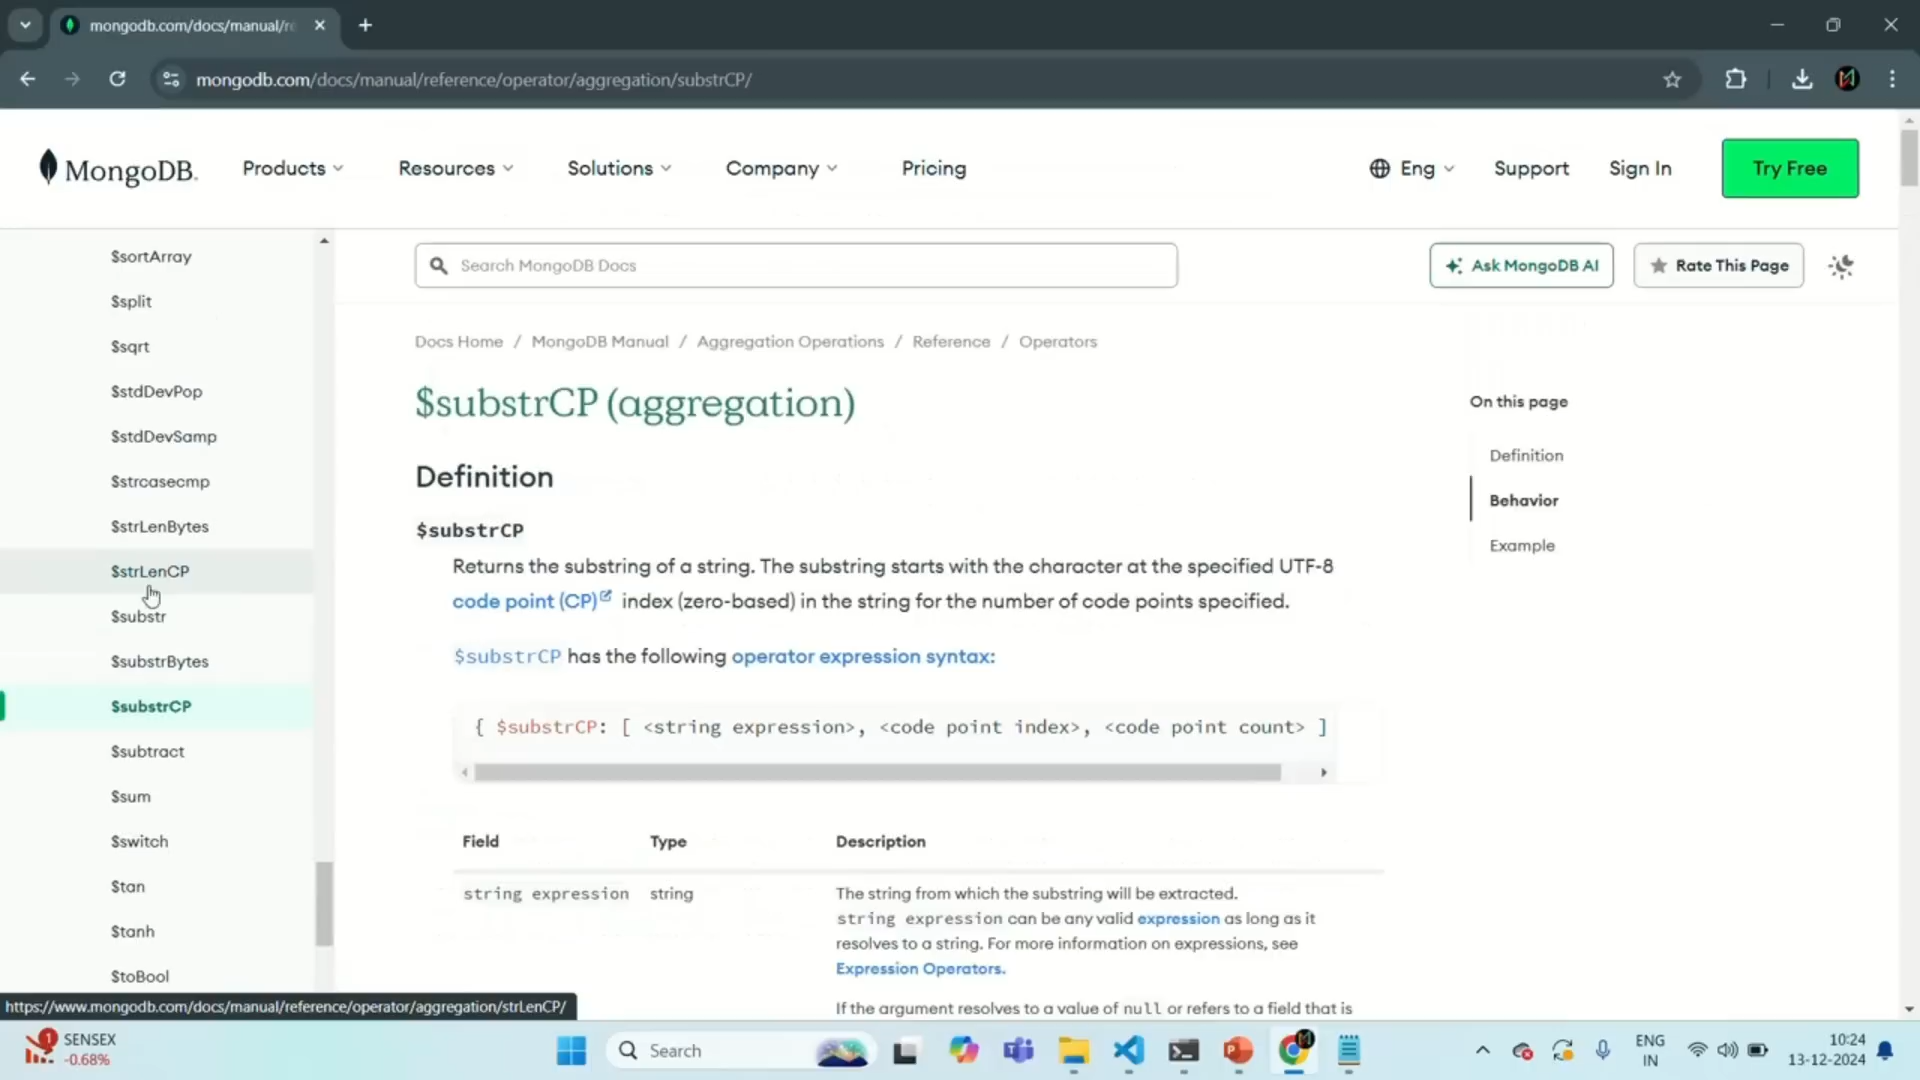 mongodb.com/docs/manual/re
mongodb.com/docs/manual/reference/operator/aggregation/substrCP/
MongoDB.
Products
Resources
Solutions
Company
Pricing
Eng
Support
Sign In
Try Free
$sortArray
$split
$sqrt
$stdDevPop
$stdDevSamp
$strcasecmp
$strLenBytes
$strLenCP
$substr
$substrBytes
$substrCP
$subtract
$sum
$switch
$tan
$tanh
$toBool
Search MongoDB Docs
Ask MongoDB AI
Rate This Page
Docs Home / MongoDB Manual / Aggregation Operations / Reference / Operators
$substrCP (aggregation)
Definition
$substrCP
Returns the substring of a string. The substring starts with the character at the specified UTF-8
code point (CP) index (zero-based) in the string for the number of code points specified.
$substrCP has the following operator expression syntax:
{ $substrCP: [ <string expression>, <code point index>, <code point count> ]
Field Type Description
string expression string The string from which the substring will be extracted.
string expression can be any valid expression as long as it
resolves to a string. For more information on expressions, see
Expression Operators.
If the argument resolves to a value of null or refers to a field that is
On this page
Definition
Behavior
Example
https://www.mongodb.com/docs/manual/reference/operator/aggregation/strLenCP/
1
SENSEX
-0.68%
Search
ENG
IN
10:24
13-12-2024